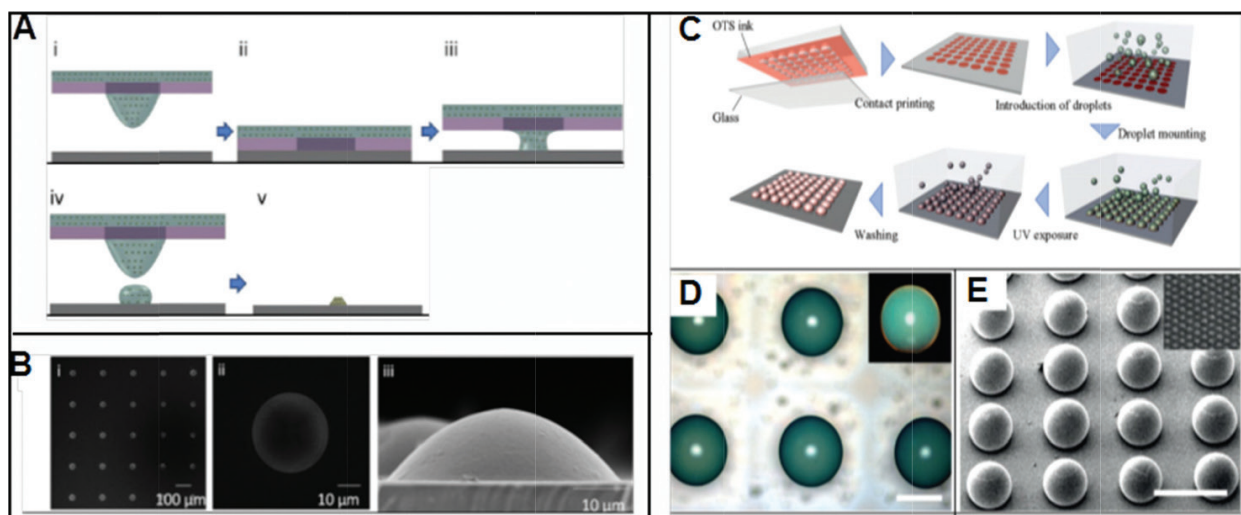 A
i
ii
iii
iv
v
B
i
ii
iii
100 µm
10 µm
10 µm
C
OTS ink
Glass
Contact printing
Introduction of droplets
Droplet mounting
Washing
UV exposure
D
E